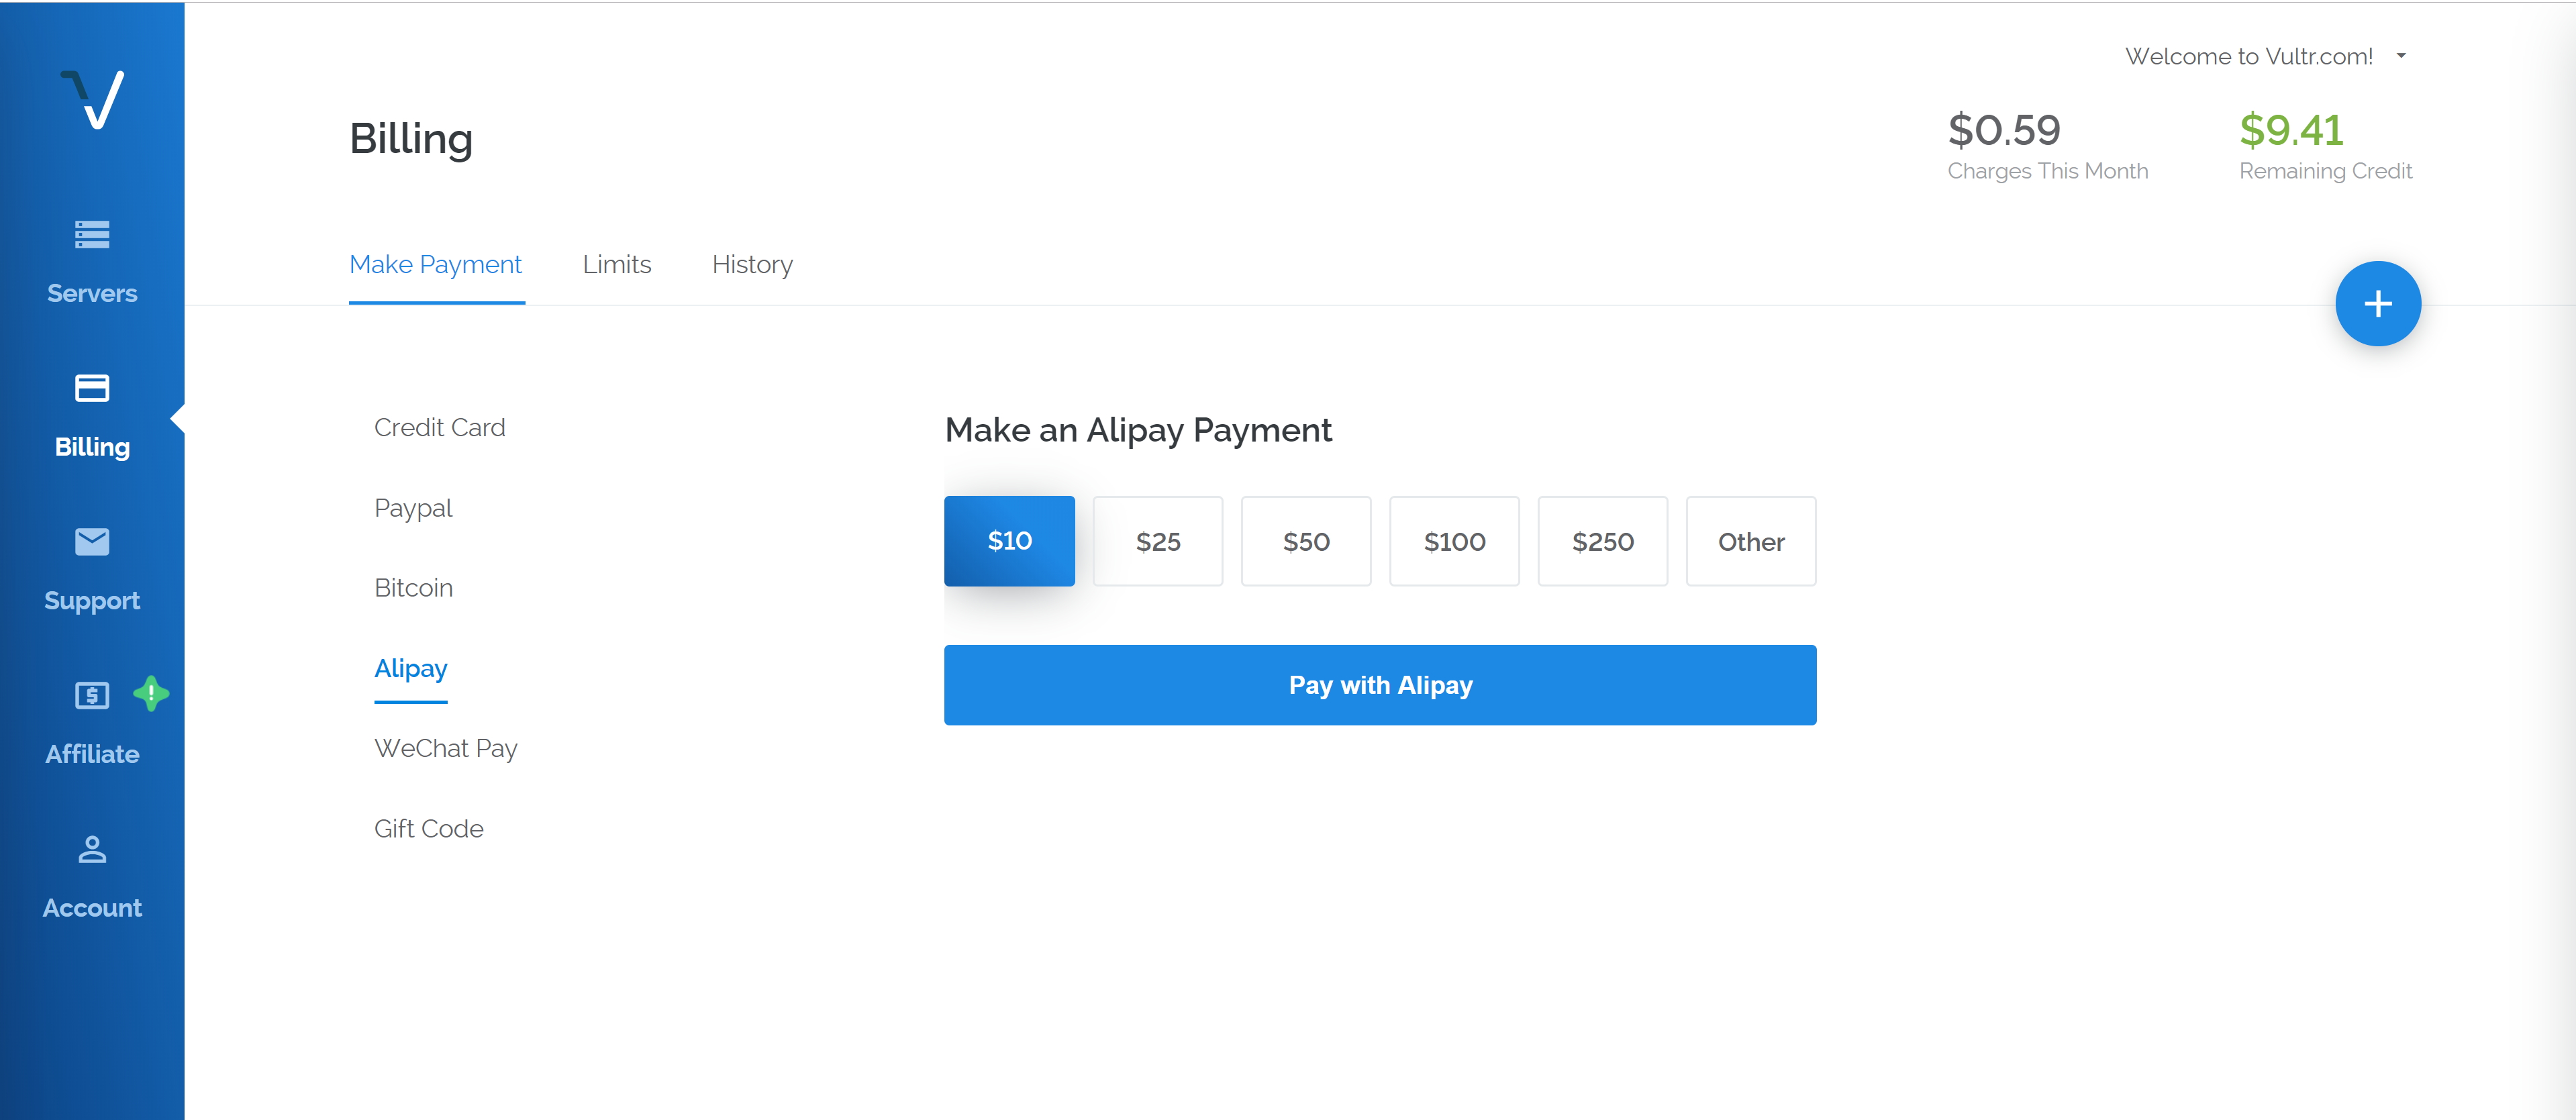 Welcome to Vultr.com!
Billing
$0.59
Charges This Month
$9.41
Remaining Credit
Make Payment
Limits
History
Servers
Billing
Support
Affiliate
Account
Credit Card
Paypal
Bitcoin
Alipay
WeChat Pay
Gift Code
Make an Alipay Payment
$10
$25
$50
$100
$250
Other
Pay with Alipay